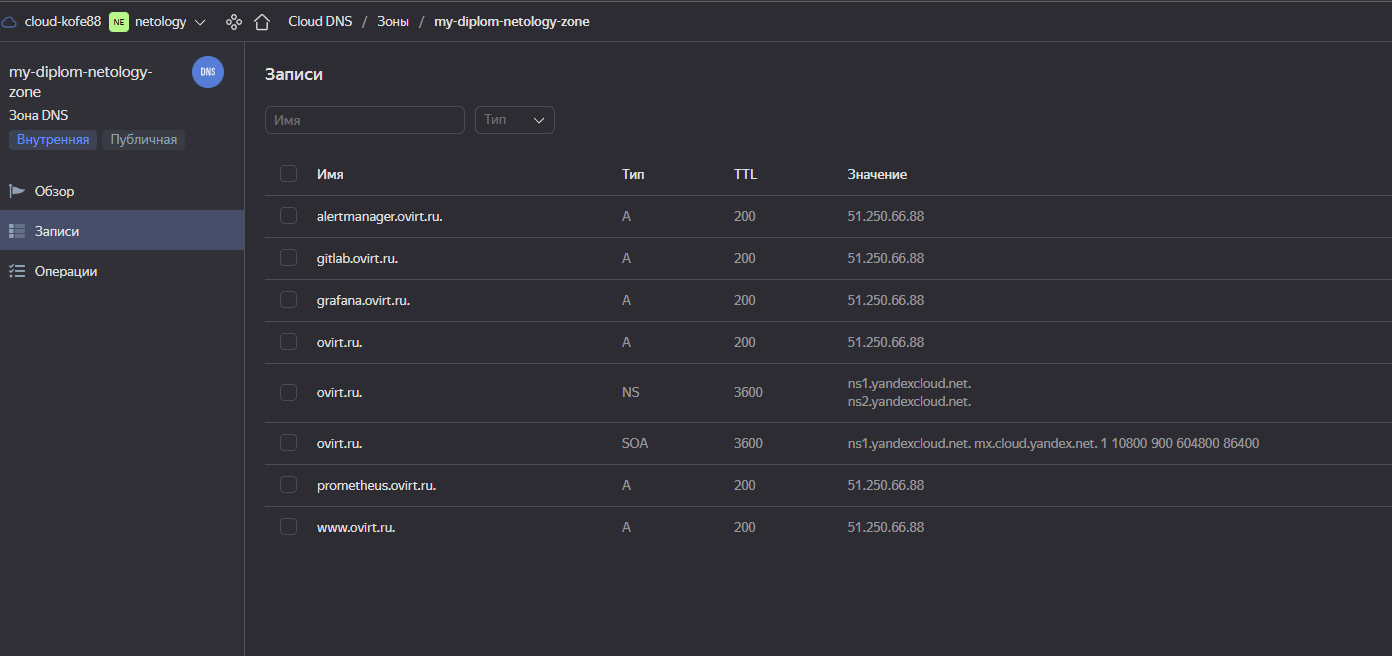 cloud-kofe88 NE netology Cloud DNS / Зоны / my-diplom-netology-zone
my-diplom-netology-
zone
DNS
Зона DNS
Внутренняя Публичная
Обзор
Записи
Операции
Записи
Имя Тип
Имя Тип TTL Значение
alertmanager.ovirt.ru. A 200 51.250.66.88
gitlab.ovirt.ru. A 200 51.250.66.88
grafana.ovirt.ru. A 200 51.250.66.88
ovirt.ru. A 200 51.250.66.88
ovirt.ru. NS 3600 ns1.yandexcloud.net.
ns2.yandexcloud.net.
ovirt.ru. SOA 3600 ns1.yandexcloud.net. mx.cloud.yandex.net. 1 10800 900 604800 86400
prometheus.ovirt.ru. A 200 51.250.66.88
www.ovirt.ru. A 200 51.250.66.88